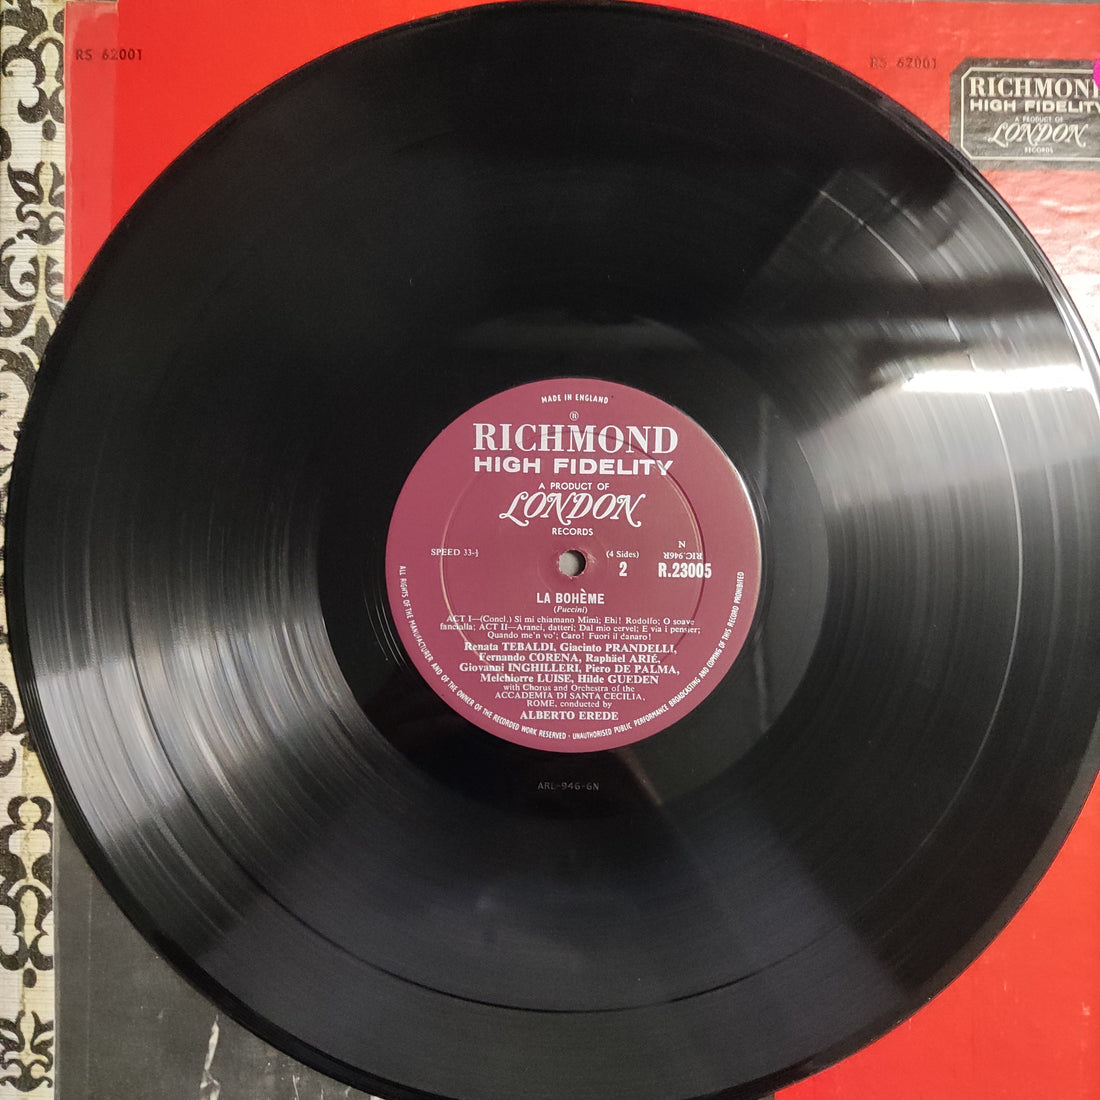 RS 62001
RS 62001
RICHMOND
HIGH FIDELITY
A PRODUCT OF
LONDON
RECORDS
MADE IN ENGLAND
®
RICHMOND
HIGH FIDELITY
A PRODUCT OF
LONDON
RECORDS
SPEED 33-⅓
(4 Sides)
2
N
RIC.946R
R.23005
LA BOHÈME
(Puccini)
ACT I—(Concl.) Si mi chiamano Mimi; Ehi! Rodolfo; O soave
fancialla; ACT II—Aranci, datteri; Dal mio cervel; E via i pensier;
Quando me'n vo'; Caro! Fuori il danaro!
Renata TEBALDI, Giacinto PRANDELLI,
Fernando CORENA, Raphäel ARIÉ,
Giovanni INGHILLERI, Piero DE PALMA,
Melchiorre LUISE, Hilde GUEDEN
with Chorus and Orchestra of the
ACCADEMIA DI SANTA CECILIA,
ROME, conducted by
ALBERTO EREDE
ALL RIGHTS OF THE MANUFACTURER AND OF THE OWNER OF THE RECORDED WORK RESERVED · UNAUTHORISED PUBLIC PERFORMANCE BROADCASTING AND COPYING OF THIS RECORD PROHIBITED
ARL-946-6N